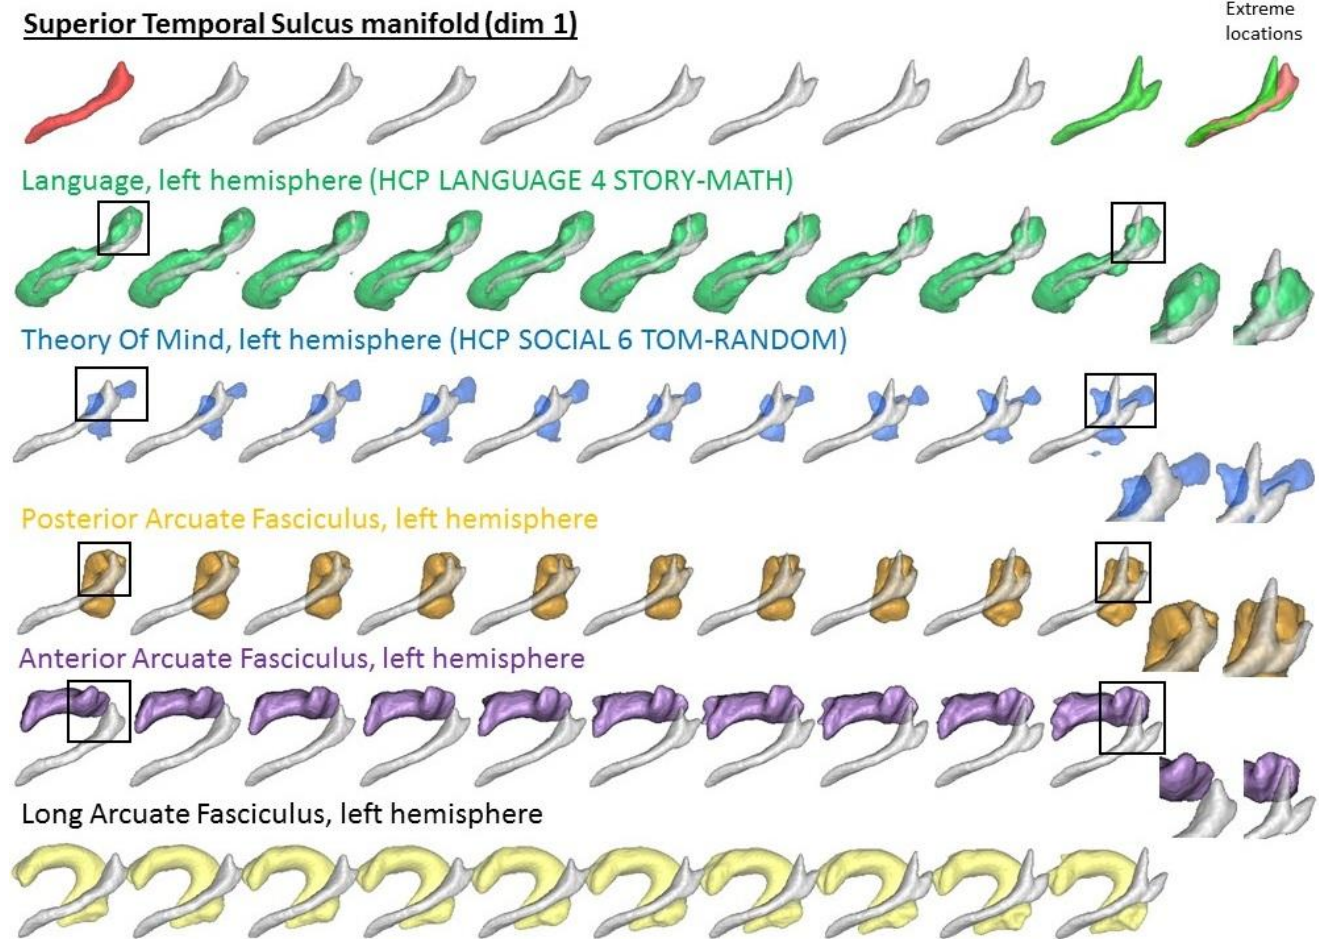 Superior Temporal Sulcus manifold (dim 1)
Extreme
locations
Language, left hemisphere (HCP LANGUAGE 4 STORY-MATH)
Theory Of Mind, left hemisphere (HCP SOCIAL 6 TOM-RANDOM)
Posterior Arcuate Fasciculus, left hemisphere
Anterior Arcuate Fasciculus, left hemisphere
Long Arcuate Fasciculus, left hemisphere